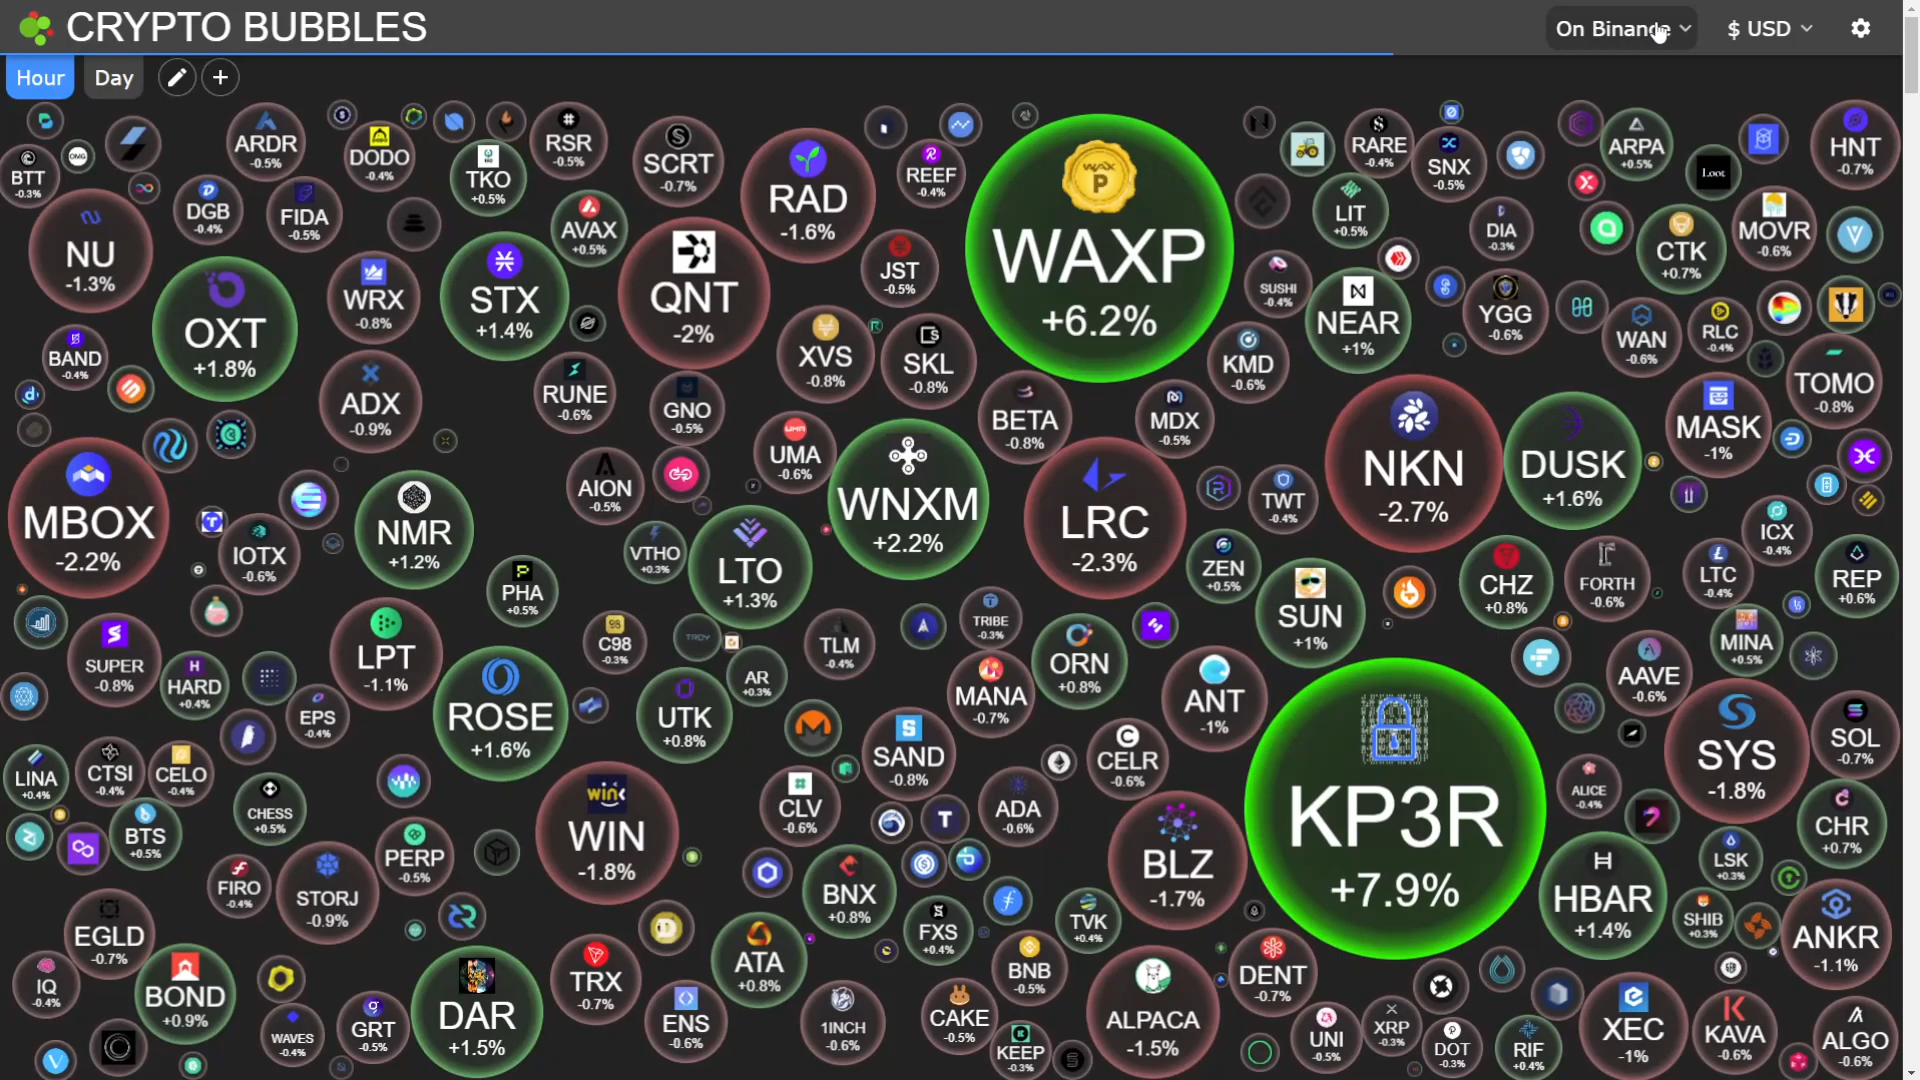 CRYPTO BUBBLES
On Binance
$ USD
Hour
Day
BTT
-0.3%
ARDR
-0.5%
DODO
-0.4%
TKO
+0.5%
RSR
-0.5%
SCRT
-0.7%
RAD
-1.6%
REEF
-0.4%
WAXP
+6.2%
RARE
-0.4%
SNX
-0.5%
ARPA
+0.5%
Loot
HNT
-0.7%
OMG
NU
-1.3%
DGB
-0.4%
FIDA
-0.5%
AVAX
+0.5%
LIT
+0.5%
DIA
-0.3%
CTK
+0.7%
MOVR
-0.6%
OXT
+1.8%
WRX
-0.8%
STX
+1.4%
QNT
-2%
JST
-0.5%
SUSHI
-0.4%
NEAR
+1%
YGG
-0.6%
WAN
-0.6%
RLC
-0.4%
BAND
-0.4%
ADX
-0.9%
RUNE
-0.6%
GNO
-0.5%
XVS
-0.8%
SKL
-0.8%
KMD
-0.6%
TOMO
-0.8%
BETA
-0.8%
MDX
-0.5%
MASK
-1%
MBOX
-2.2%
UMA
-0.6%
AION
-0.5%
WNXM
+2.2%
LRC
-2.3%
TWT
-0.4%
NKN
-2.7%
DUSK
+1.6%
ICX
-0.4%
IOTX
-0.6%
NMR
+1.2%
VTHO
+0.3%
LTO
+1.3%
ZEN
+0.5%
CHZ
+0.8%
FORTH
-0.6%
LTC
-0.4%
REP
+0.6%
PHA
+0.5%
SUN
+1%
SUPER
-0.8%
HARD
+0.4%
LPT
-1.1%
C98
-0.3%
TROY
TLM
-0.4%
TRIBE
-0.3%
ORN
+0.8%
MINA
+0.5%
EPS
-0.4%
ROSE
+1.6%
AR
+0.3%
UTK
+0.8%
MANA
-0.7%
ANT
-1%
AAVE
-0.6%
LINA
+0.4%
CTSI
-0.4%
CELO
-0.4%
SAND
-0.8%
CELR
-0.6%
KP3R
+7.9%
SYS
-1.8%
SOL
-0.7%
CHESS
+0.5%
WIN
-1.8%
CLV
-0.6%
ADA
-0.6%
ALICE
-0.4%
CHR
+0.7%
BTS
+0.5%
PERP
-0.5%
BLZ
-1.7%
LSK
+0.3%
FIRO
-0.4%
STORJ
-0.9%
BNX
+0.8%
HBAR
+1.4%
SHIB
+0.3%
EGLD
-0.7%
FXS
+0.4%
TVK
+0.4%
ANKR
-1.1%
IQ
-0.4%
BOND
+0.9%
TRX
-0.7%
ATA
+0.8%
BNB
-0.5%
DENT
-0.7%
DAR
+1.5%
WAVES
-0.4%
GRT
-0.5%
ENS
-0.6%
1INCH
-0.6%
CAKE
-0.5%
ALPACA
-1.5%
KEEP
-0.3%
UNI
-0.5%
XRP
-0.3%
DOT
-0.3%
RIF
+0.4%
XEC
-1%
KAVA
-0.6%
ALGO
-0.6%